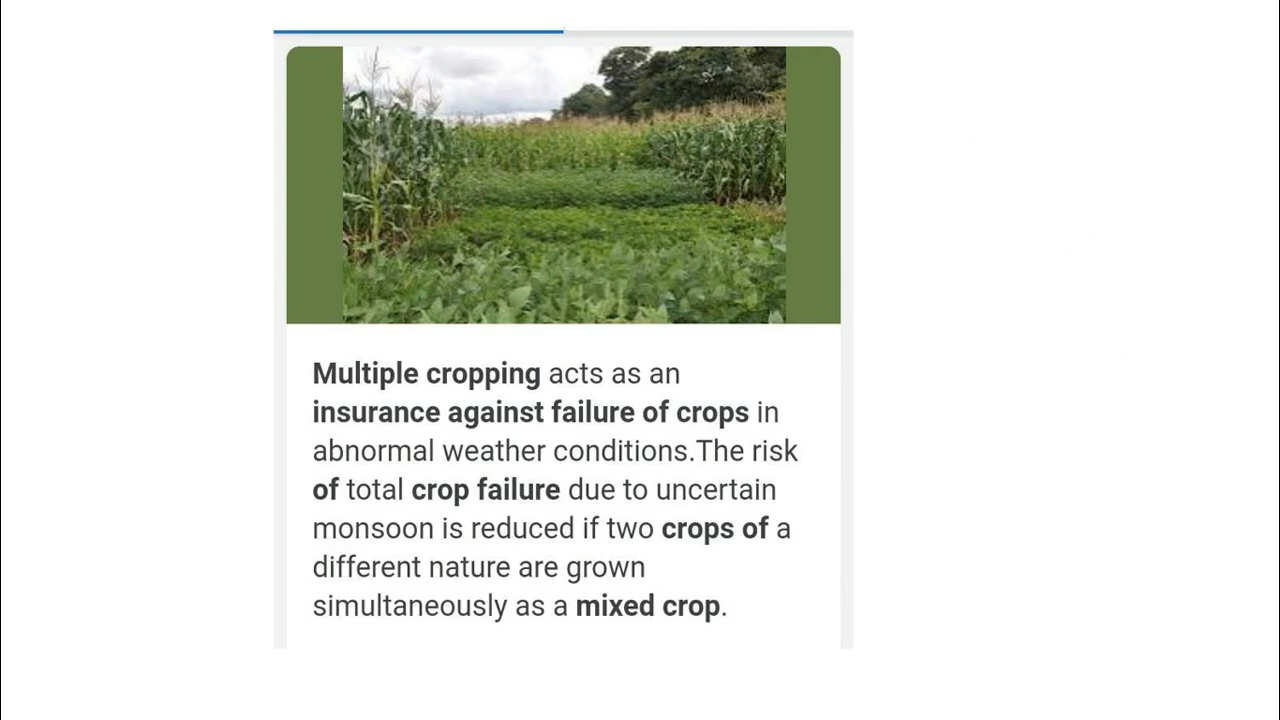 Multiple cropping acts as an
insurance against failure of crops in
abnormal weather conditions.The risk
of total crop failure due to uncertain
monsoon is reduced if two crops of a
different nature are grown
simultaneously as a mixed crop.